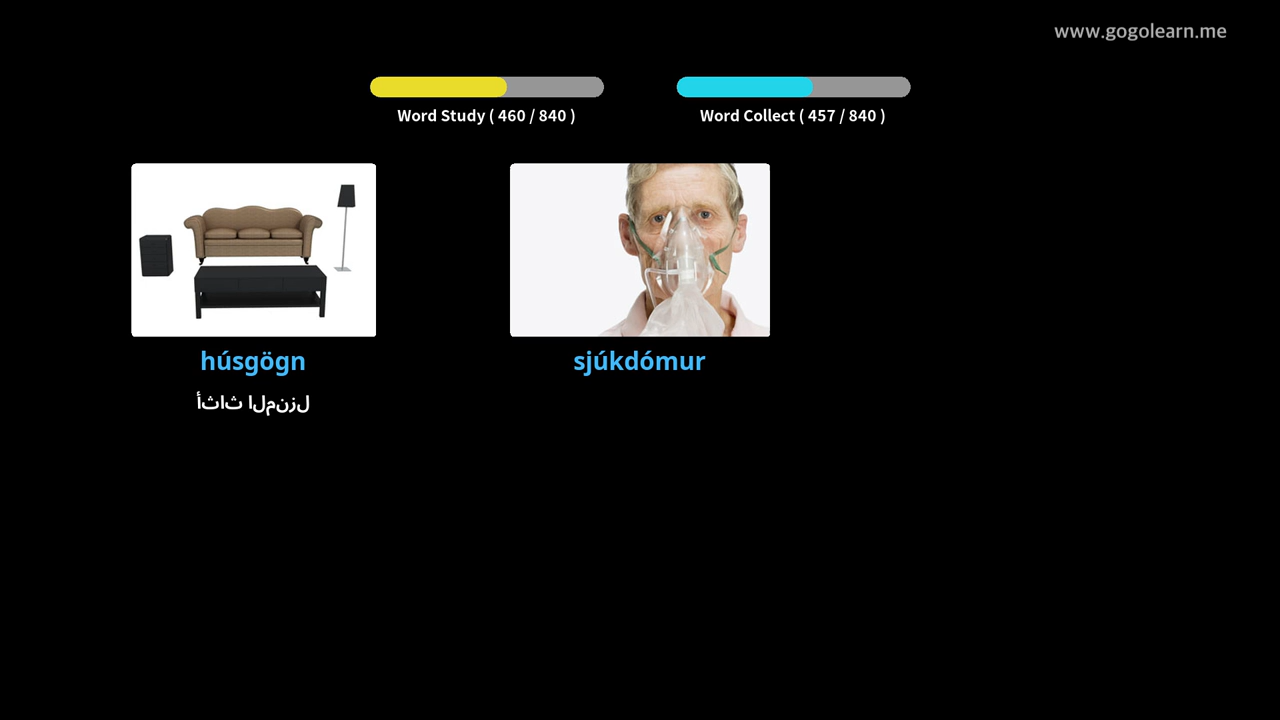 www.gogolearn.me
Word Study ( 460 / 840 )
Word Collect ( 457 / 840 )
húsgögn
sjúkdómur
أثاث المنزل